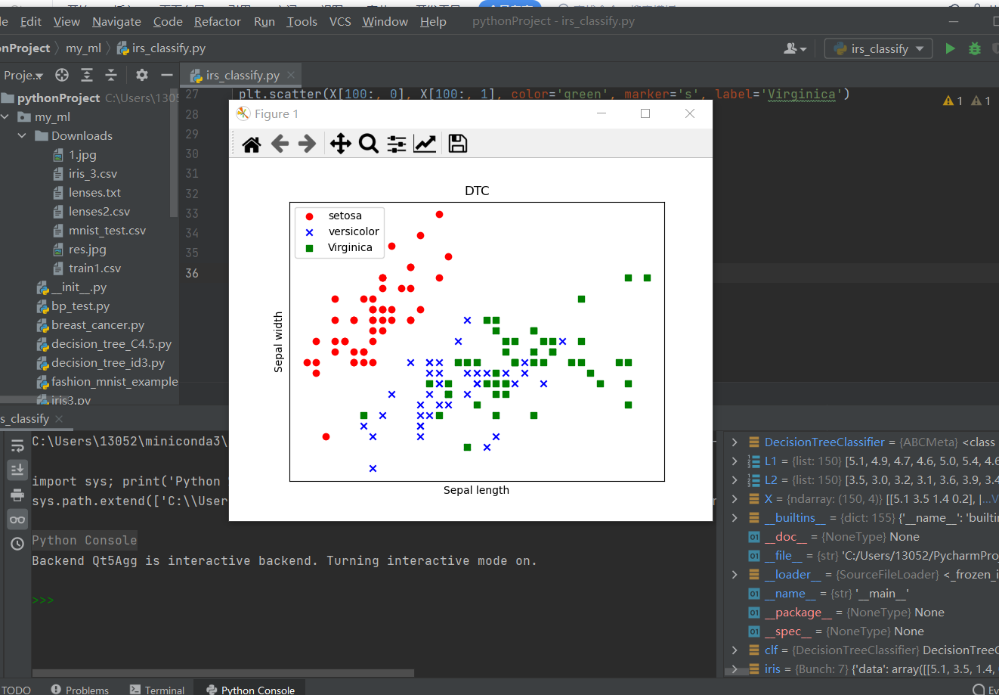 Edit View Navigate Code Refactor Run Tools VCS Window Help pythonProject - irs_classify.py
onProject my_ml irs_classify.py
irs_classify
Proje..
irs_classify.py
pythonProject C:\Users\1305
my_ml
Downloads
1.jpg
iris_3.csv
lenses.txt
lenses2.csv
mnist_test.csv
res.jpg
train1.csv
__init__.py
bp_test.py
breast_cancer.py
decision_tree_C4.5.py
decision_tree_id3.py
fashion_mnist_example
iris3.py
27 plt.scatter(X[100:, 0], X[100:, 1], color='green', marker='s', label='Virginica')
1 1
28
29
30
31
32
33
34
35
36
Figure 1
DTC
setosa
versicolor
Virginica
Sepal width
Sepal length
s_classify
C:\Users\13052\miniconda3\
import sys; print('Python
sys.path.extend(['C:\\User
Python Console
Backend Qt5Agg is interactive backend. Turning interactive mode on.
>>>
DecisionTreeClassifier = {ABCMeta} <class
L1 = {list: 150} [5.1, 4.9, 4.7, 4.6, 5.0, 5.4, 4.6
L2 = {list: 150} [3.5, 3.0, 3.2, 3.1, 3.6, 3.9, 3.4
X = {ndarray: (150, 4)} [[5.1 3.5 1.4 0.2], |...V
__builtins__ = {dict: 155} {'__name__': 'builtin
__doc__ = {NoneType} None
__file__ = {str} 'C:/Users/13052/PycharmProj
__loader__ = {SourceFileLoader} <_frozen_i
__name__ = {str} '__main__'
__package__ = {NoneType} None
__spec__ = {NoneType} None
clf = {DecisionTreeClassifier} DecisionTreeC
iris = {Bunch: 7} {'data': array([[5.1, 3.5, 1.4,
TODO Problems Terminal Python Console Ev